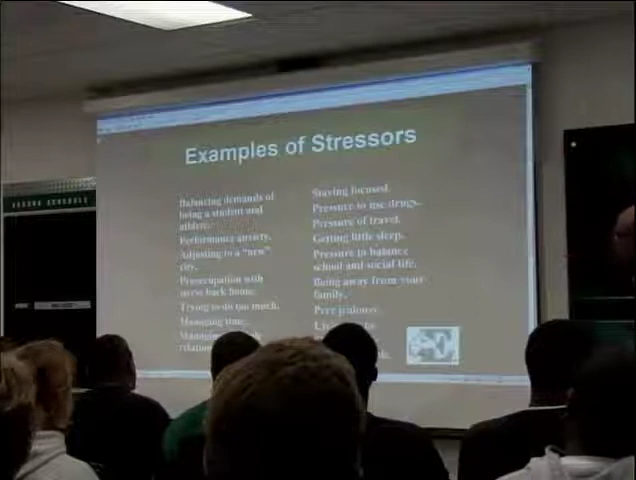 Examples of Stressors
Balancing demands of
being a student and
athlete.
Performance anxiety.
Adjusting to a "new"
city.
Preoccupation with
news back home.
Trying to do too much.
Managing time.
Managing
Staying focused.
Pressure to use drugs.
Pressure of travel.
Getting little sleep.
Pressure to balance
school and social life.
Being away from your
family.
Peer jealousy.